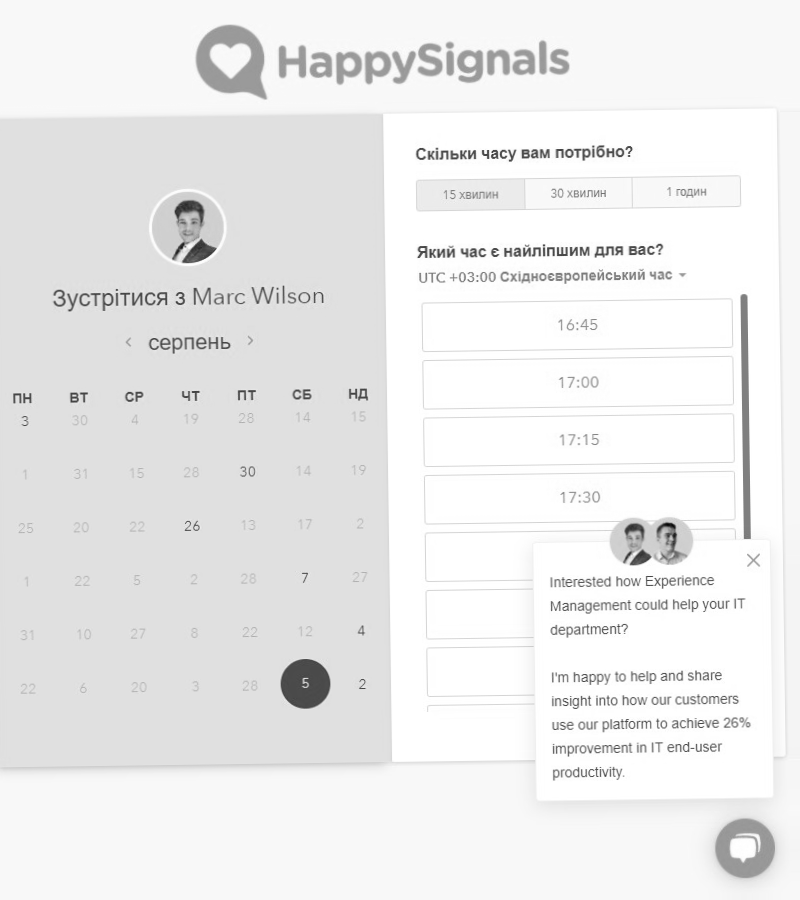 HappySignals
Зустрітися з Marc Wilson
серпень
ПН ВТ СР ЧТ ПТ СБ НД
3 30 4 19 28 14 15
1 31 15 28 30 14 19
25 20 22 26 13 17 2
1 22 5 2 28 7 27
31 10 27 8 22 12 4
22 6 20 3 28 5 2
Скільки часу вам потрібно?
15 хвилин 30 хвилин 1 годин
Який час є найліпшим для вас?
UTC +03:00 Східноєвропейський час
16:45
17:00
17:15
17:30
Interested how Experience
Management could help your IT
department?
I'm happy to help and share
insight into how our customers
use our platform to achieve 26%
improvement in IT end-user
productivity.